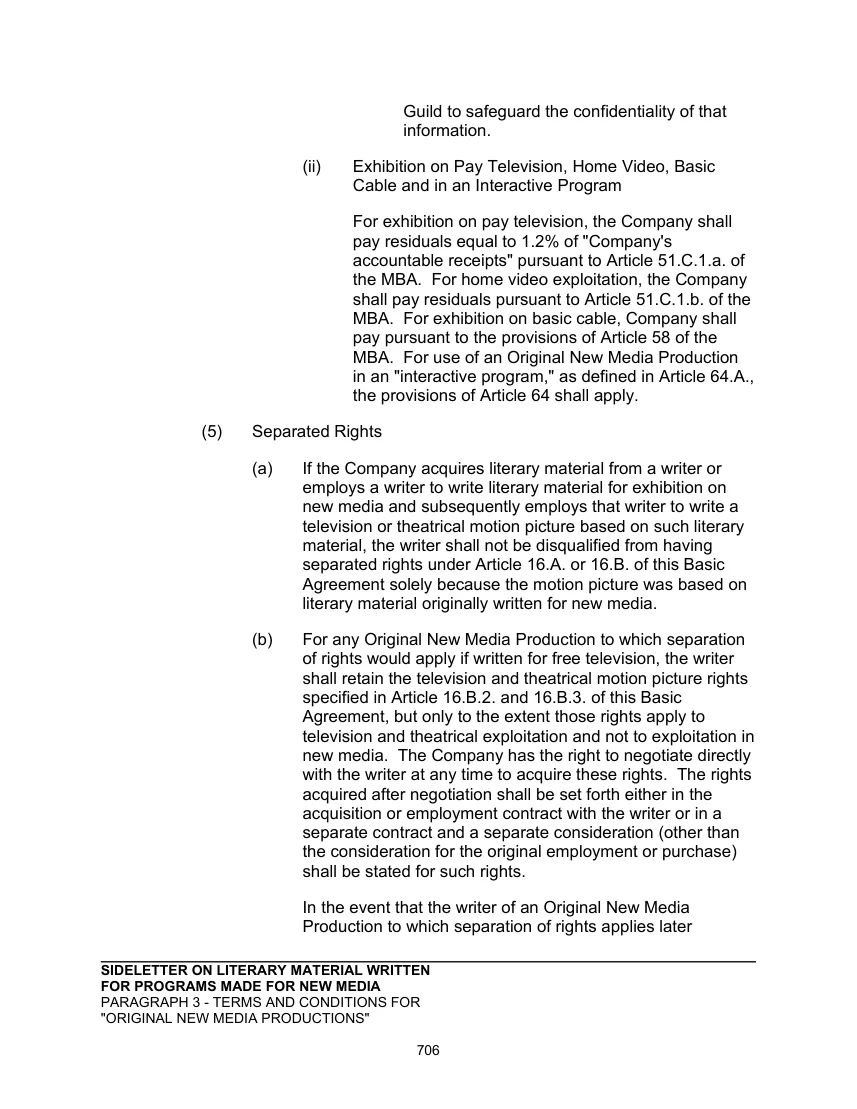 Guild to safeguard the confidentiality of that
information.
(ii) Exhibition on Pay Television, Home Video, Basic
Cable and in an Interactive Program
For exhibition on pay television, the Company shall
pay residuals equal to 1.2% of "Company's
accountable receipts" pursuant to Article 51.C.1.a. of
the MBA.  For home video exploitation, the Company
shall pay residuals pursuant to Article 51.C.1.b. of the
MBA.  For exhibition on basic cable, Company shall
pay pursuant to the provisions of Article 58 of the
MBA.  For use of an Original New Media Production
in an "interactive program," as defined in Article 64.A.,
the provisions of Article 64 shall apply.
(5) Separated Rights
(a) If the Company acquires literary material from a writer or
employs a writer to write literary material for exhibition on
new media and subsequently employs that writer to write a
television or theatrical motion picture based on such literary
material, the writer shall not be disqualified from having
separated rights under Article 16.A. or 16.B. of this Basic
Agreement solely because the motion picture was based on
literary material originally written for new media.
(b) For any Original New Media Production to which separation
of rights would apply if written for free television, the writer
shall retain the television and theatrical motion picture rights
specified in Article 16.B.2. and 16.B.3. of this Basic
Agreement, but only to the extent those rights apply to
television and theatrical exploitation and not to exploitation in
new media.  The Company has the right to negotiate directly
with the writer at any time to acquire these rights.  The rights
acquired after negotiation shall be set forth either in the
acquisition or employment contract with the writer or in a
separate contract and a separate consideration (other than
the consideration for the original employment or purchase)
shall be stated for such rights.
In the event that the writer of an Original New Media
Production to which separation of rights applies later
SIDELETTER ON LITERARY MATERIAL WRITTEN
FOR PROGRAMS MADE FOR NEW MEDIA
PARAGRAPH 3 - TERMS AND CONDITIONS FOR
"ORIGINAL NEW MEDIA PRODUCTIONS"
706